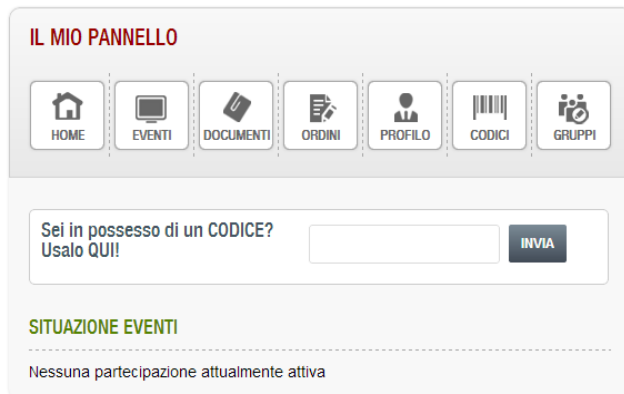 IL MIO PANNELLO
HOME EVENTI DOCUMENTI ORDINI PROFILO CODICI GRUPPI
Sei in possesso di un CODICE?
Usalo QUI!
INVIA
SITUAZIONE EVENTI
Nessuna partecipazione attualmente attiva